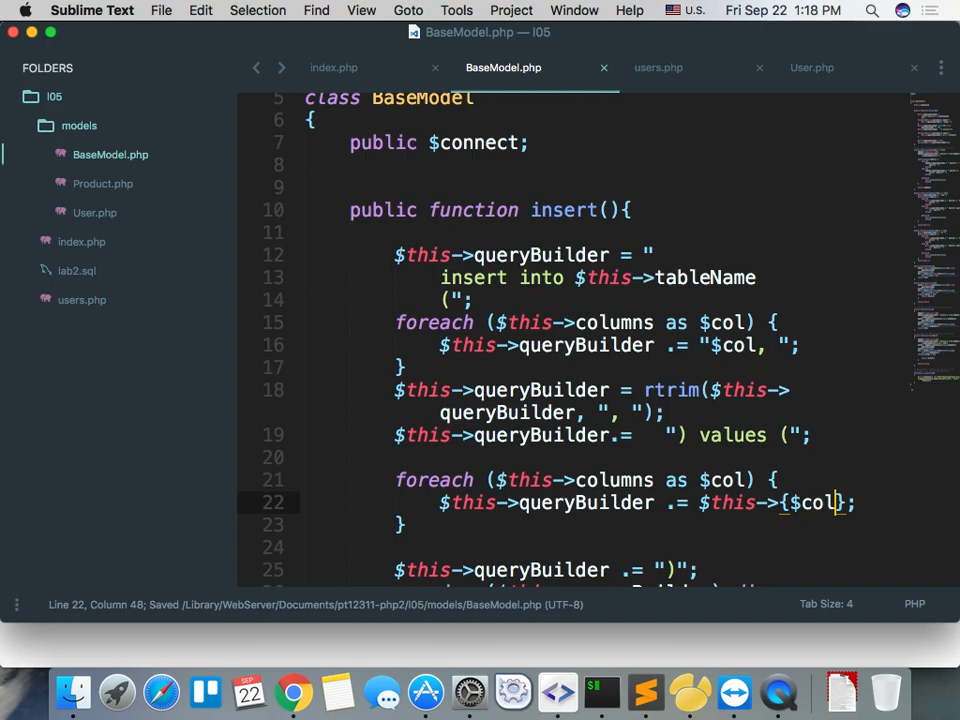 Sublime Text File Edit Selection Find View Goto Tools Project Window Help U.S. Fri Sep 22 1:18 PM
BaseModel.php — l05
FOLDERS
l05
models
BaseModel.php
Product.php
User.php
index.php
lab2.sql
users.php
index.php × BaseModel.php × users.php × User.php ×
5 class BaseModel
6 {
7 public $connect;
8
9
10 public function insert(){
11
12 $this->queryBuilder = "
13 insert into $this->tableName
14 (";
15 foreach ($this->columns as $col) {
16 $this->queryBuilder .= "$col, ";
17 }
18 $this->queryBuilder = rtrim($this->
queryBuilder, ", ");
19 $this->queryBuilder.= ") values (";
20
21 foreach ($this->columns as $col) {
22 $this->queryBuilder .= $this->{$col};
23 }
24
25 $this->queryBuilder .= ")";
Line 22, Column 48; Saved /Library/WebServer/Documents/pt12311-php2/l05/models/BaseModel.php (UTF-8) Tab Size: 4 PHP
SEP
22
$